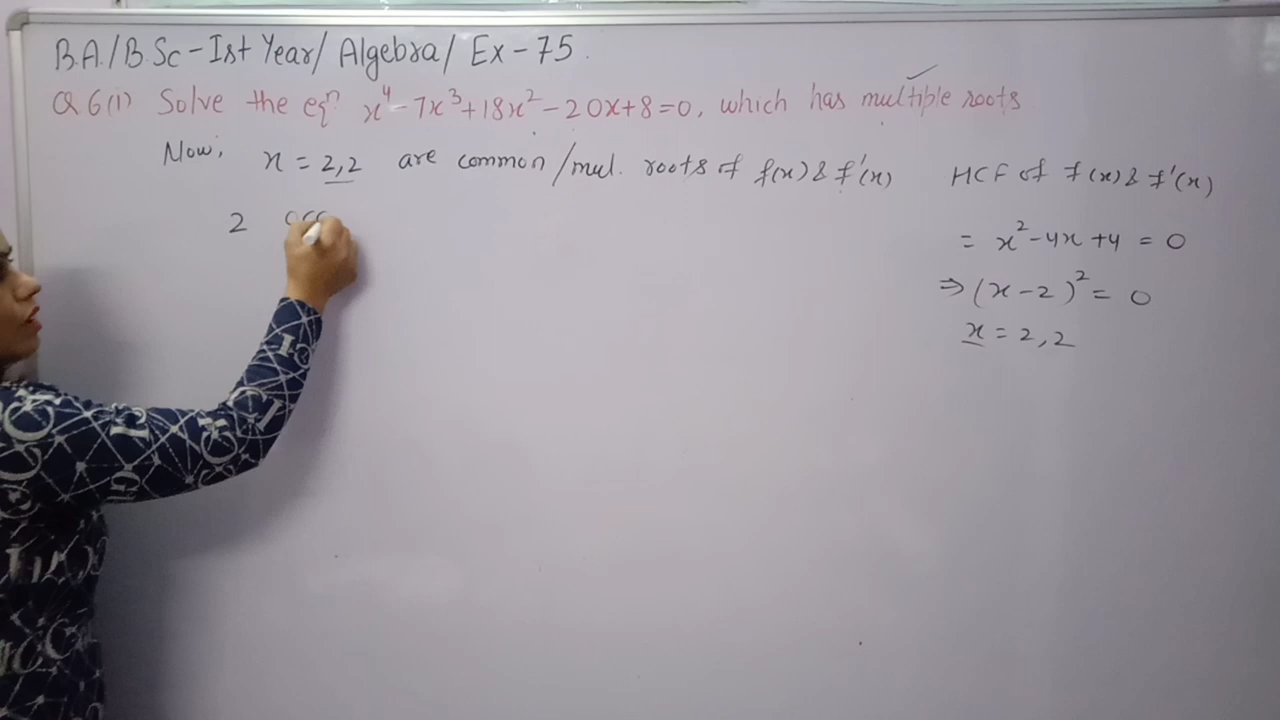 B.A./B.Sc - Ist Year/ Algebra/ Ex - 75.
Q 6(i) Solve the eqⁿ x⁴ - 7x³ + 18x² - 20x + 8 = 0, which has multiple roots
Now, x = 2,2 are common/mul. roots of f(x) & f'(x)
2
HCF of f(x) & f'(x)
= x² - 4x + 4 = 0
⇒ (x - 2)² = 0
x = 2, 2